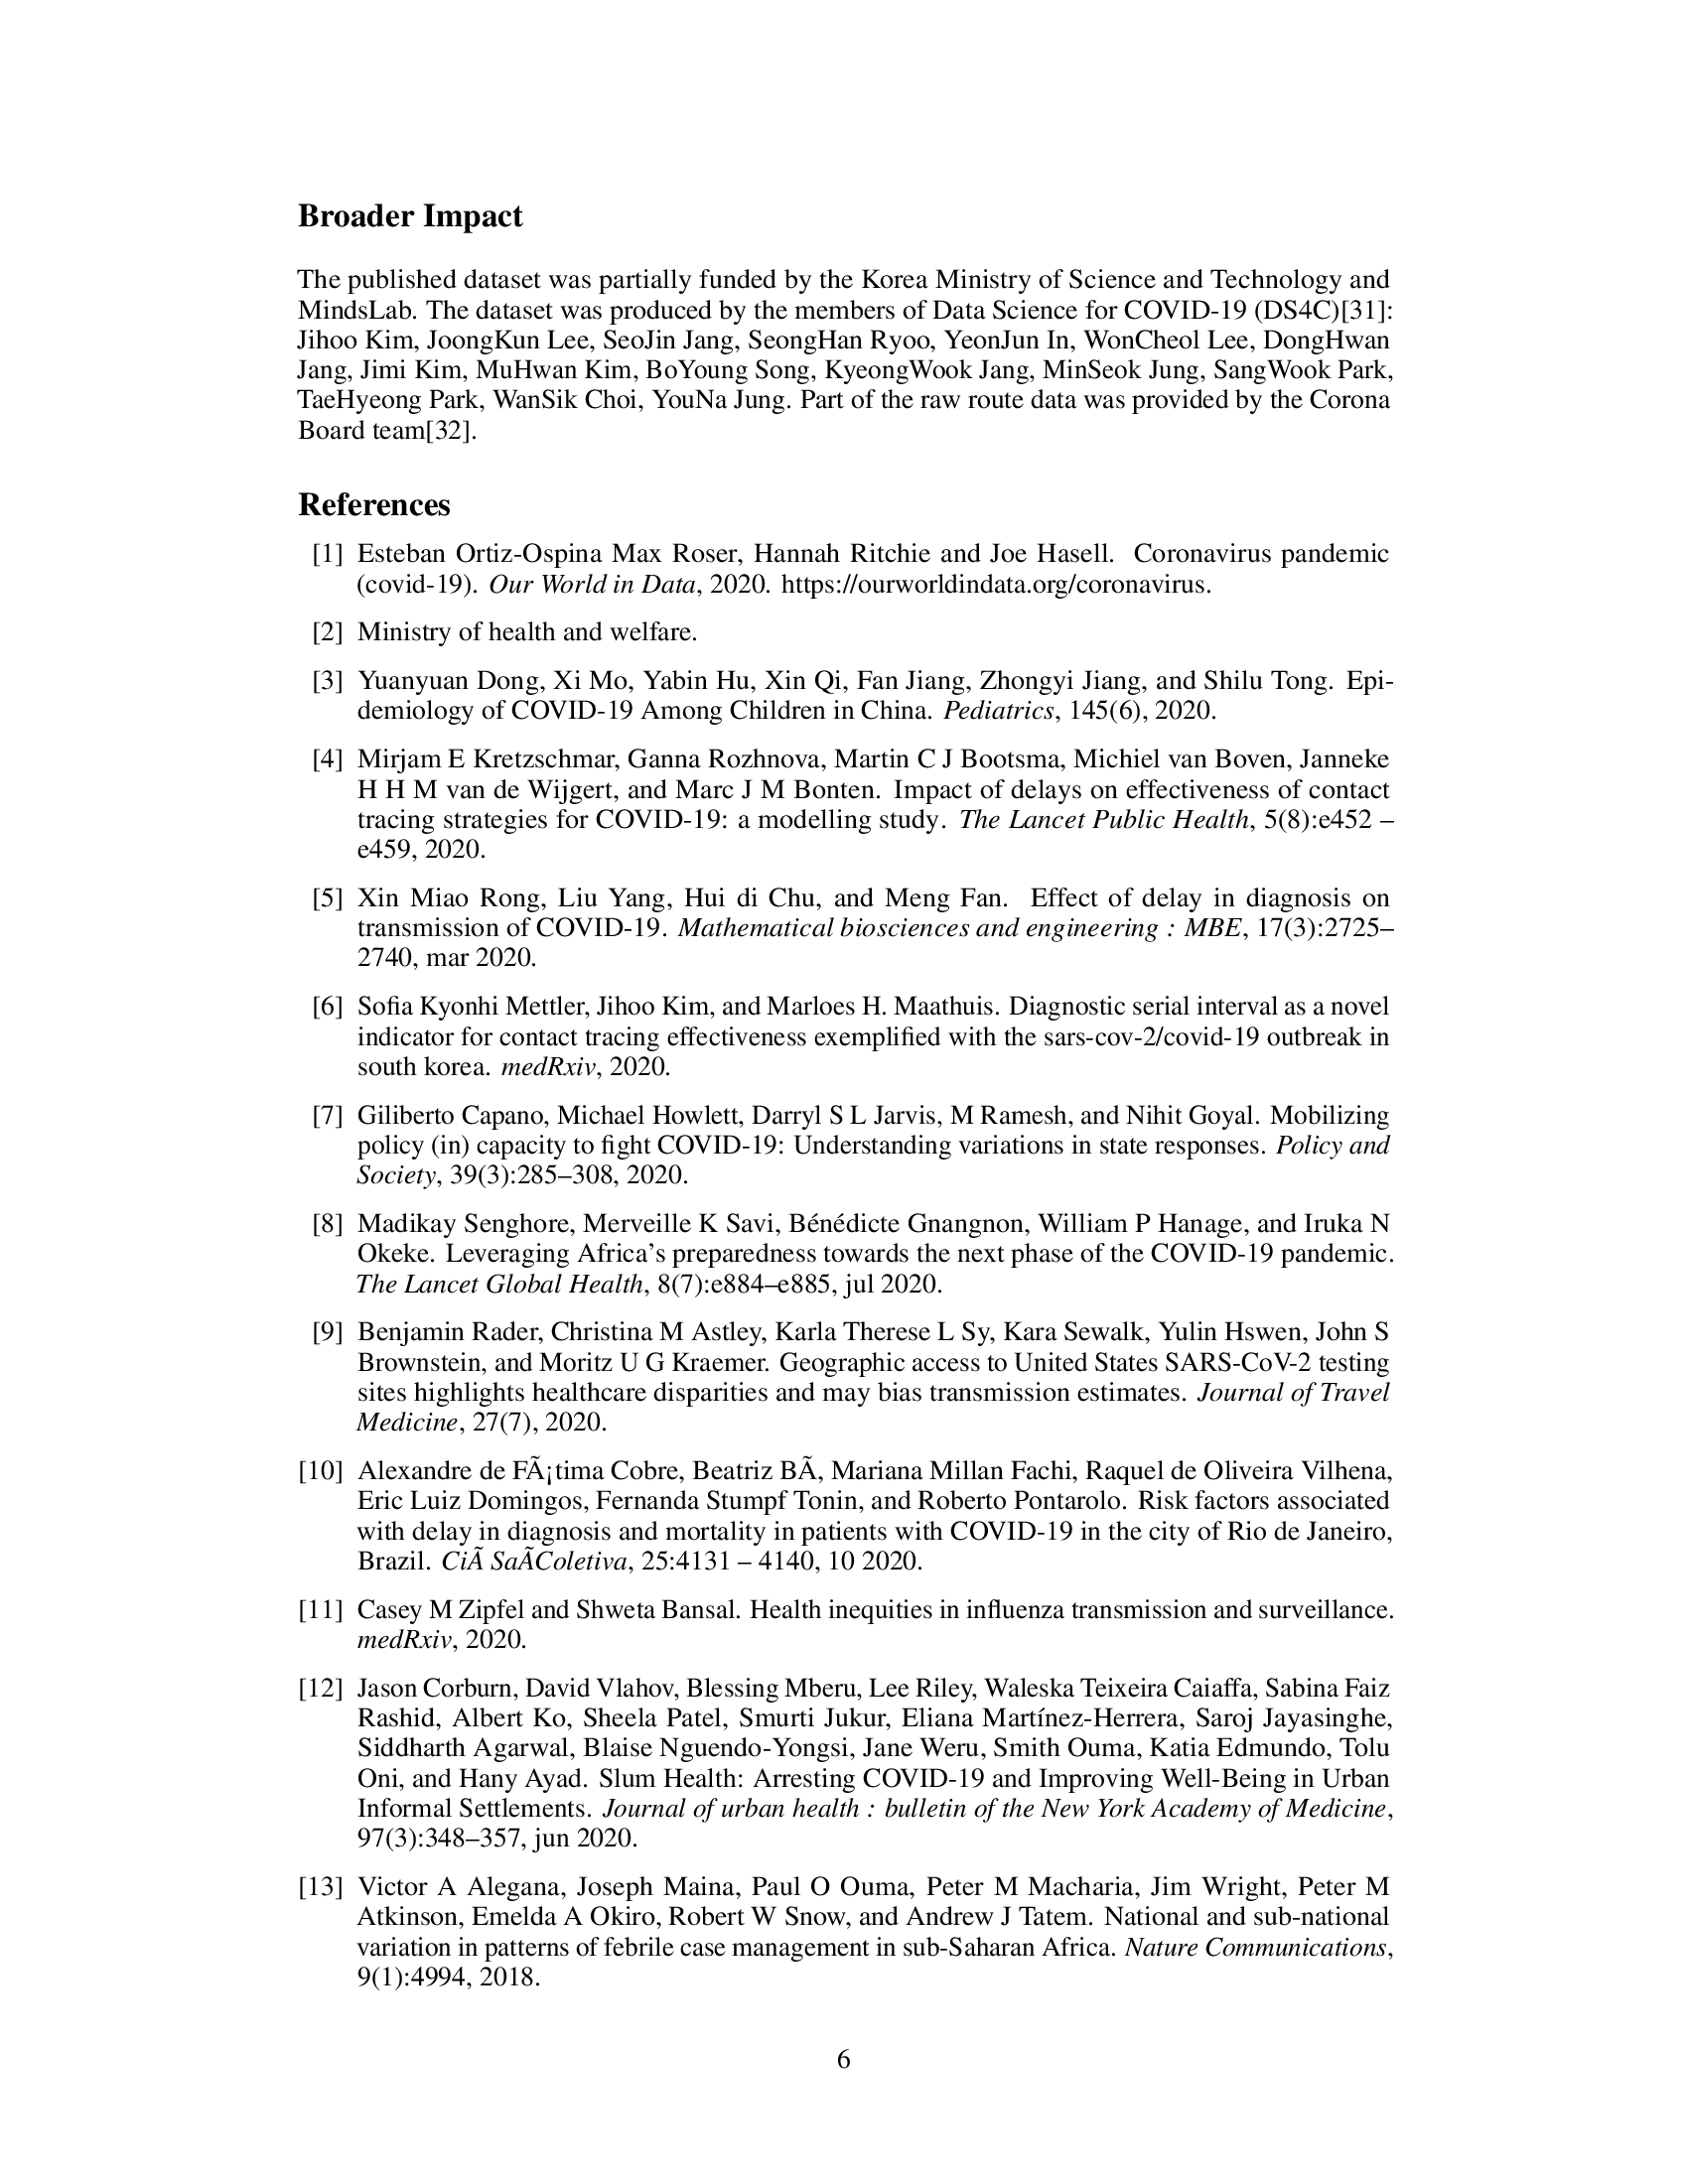 Broader Impact
The published dataset was partially funded by the Korea Ministry of Science and Technology and
MindsLab. The dataset was produced by the members of Data Science for COVID-19 (DS4C)[31]:
Jihoo Kim, JoongKun Lee, SeoJin Jang, SeongHan Ryoo, YeonJun In, WonCheol Lee, DongHwan
Jang, Jimi Kim, MuHwan Kim, BoYoung Song, KyeongWook Jang, MinSeok Jung, SangWook Park,
TaeHyeong Park, WanSik Choi, YouNa Jung. Part of the raw route data was provided by the Corona
Board team[32].
References
[1] Esteban Ortiz-Ospina Max Roser, Hannah Ritchie and Joe Hasell. Coronavirus pandemic
(covid-19). Our World in Data, 2020. https://ourworldindata.org/coronavirus.
[2] Ministry of health and welfare.
[3] Yuanyuan Dong, Xi Mo, Yabin Hu, Xin Qi, Fan Jiang, Zhongyi Jiang, and Shilu Tong. Epi-
demiology of COVID-19 Among Children in China. Pediatrics, 145(6), 2020.
[4] Mirjam E Kretzschmar, Ganna Rozhnova, Martin C J Bootsma, Michiel van Boven, Janneke
H H M van de Wijgert, and Marc J M Bonten. Impact of delays on effectiveness of contact
tracing strategies for COVID-19: a modelling study. The Lancet Public Health, 5(8):e452 –
e459, 2020.
[5] Xin Miao Rong, Liu Yang, Hui di Chu, and Meng Fan. Effect of delay in diagnosis on
transmission of COVID-19. Mathematical biosciences and engineering : MBE, 17(3):2725–
2740, mar 2020.
[6] Sofia Kyonhi Mettler, Jihoo Kim, and Marloes H. Maathuis. Diagnostic serial interval as a novel
indicator for contact tracing effectiveness exemplified with the sars-cov-2/covid-19 outbreak in
south korea. medRxiv, 2020.
[7] Giliberto Capano, Michael Howlett, Darryl S L Jarvis, M Ramesh, and Nihit Goyal. Mobilizing
policy (in) capacity to fight COVID-19: Understanding variations in state responses. Policy and
Society, 39(3):285–308, 2020.
[8] Madikay Senghore, Merveille K Savi, Bénédicte Gnangnon, William P Hanage, and Iruka N
Okeke. Leveraging Africa's preparedness towards the next phase of the COVID-19 pandemic.
The Lancet Global Health, 8(7):e884–e885, jul 2020.
[9] Benjamin Rader, Christina M Astley, Karla Therese L Sy, Kara Sewalk, Yulin Hswen, John S
Brownstein, and Moritz U G Kraemer. Geographic access to United States SARS-CoV-2 testing
sites highlights healthcare disparities and may bias transmission estimates. Journal of Travel
Medicine, 27(7), 2020.
[10] Alexandre de FÃ¡tima Cobre, Beatriz BÃ, Mariana Millan Fachi, Raquel de Oliveira Vilhena,
Eric Luiz Domingos, Fernanda Stumpf Tonin, and Roberto Pontarolo. Risk factors associated
with delay in diagnosis and mortality in patients with COVID-19 in the city of Rio de Janeiro,
Brazil. CiÃ SaÃColetiva, 25:4131 – 4140, 10 2020.
[11] Casey M Zipfel and Shweta Bansal. Health inequities in influenza transmission and surveillance.
medRxiv, 2020.
[12] Jason Corburn, David Vlahov, Blessing Mberu, Lee Riley, Waleska Teixeira Caiaffa, Sabina Faiz
Rashid, Albert Ko, Sheela Patel, Smurti Jukur, Eliana Martínez-Herrera, Saroj Jayasinghe,
Siddharth Agarwal, Blaise Nguendo-Yongsi, Jane Weru, Smith Ouma, Katia Edmundo, Tolu
Oni, and Hany Ayad. Slum Health: Arresting COVID-19 and Improving Well-Being in Urban
Informal Settlements. Journal of urban health : bulletin of the New York Academy of Medicine,
97(3):348–357, jun 2020.
[13] Victor A Alegana, Joseph Maina, Paul O Ouma, Peter M Macharia, Jim Wright, Peter M
Atkinson, Emelda A Okiro, Robert W Snow, and Andrew J Tatem. National and sub-national
variation in patterns of febrile case management in sub-Saharan Africa. Nature Communications,
9(1):4994, 2018.
6